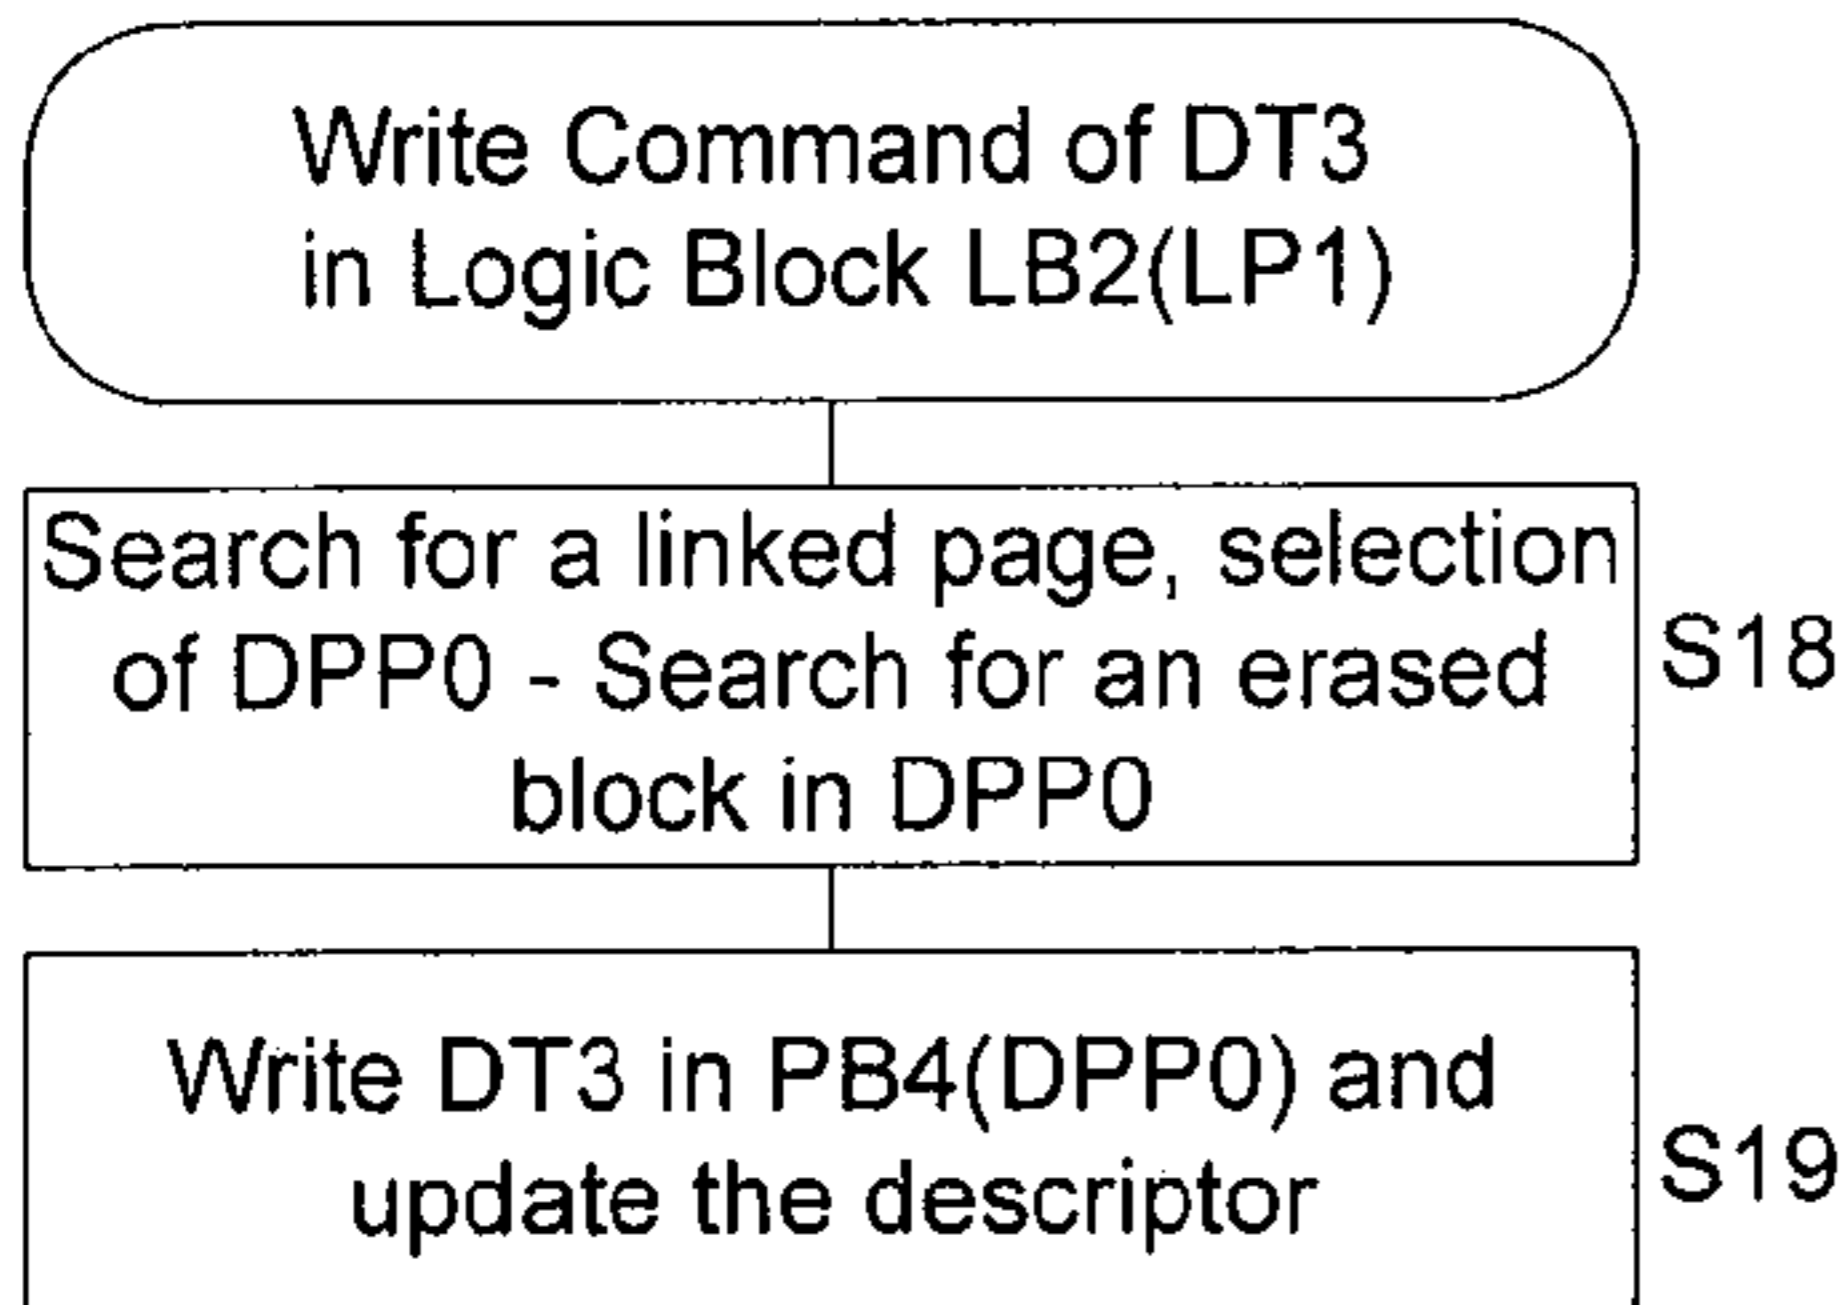 Write Command of DT3
in Logic Block LB2(LP1)
Search for a linked page, selection
of DPP0 - Search for an erased
block in DPP0
S18
Write DT3 in PB4(DPP0) and
update the descriptor
S19